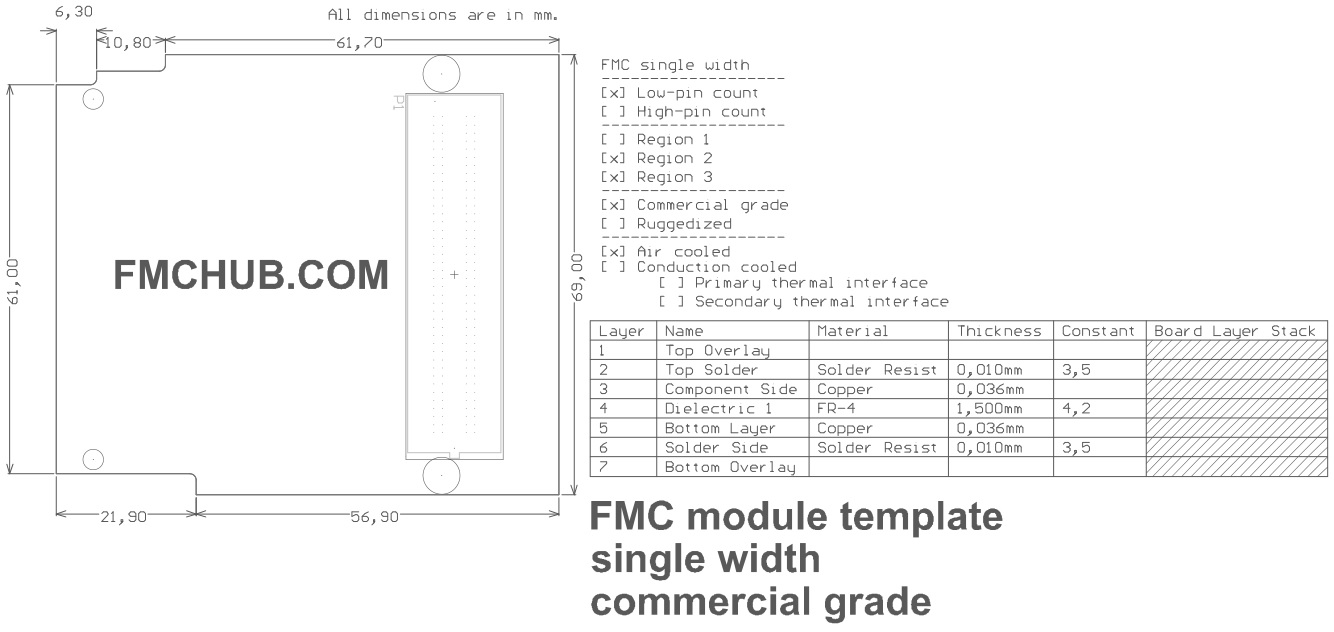 6,30
All dimensions are in mm.
10,80
61,70
P1
61,00
69,00
FMCHUB.COM
21,90
56,90
FMC single width
-------------------
[x] Low-pin count
[ ] High-pin count
-------------------
[ ] Region 1
[x] Region 2
[x] Region 3
-------------------
[x] Commercial grade
[ ] Ruggedized
-------------------
[x] Air cooled
[ ] Conduction cooled
[ ] Primary thermal interface
[ ] Secondary thermal interface
Layer Name Material Thickness Constant Board Layer Stack
1 Top Overlay
2 Top Solder Solder Resist 0,010mm 3,5
3 Component Side Copper 0,036mm
4 Dielectric 1 FR-4 1,500mm 4,2
5 Bottom Layer Copper 0,036mm
6 Solder Side Solder Resist 0,010mm 3,5
7 Bottom Overlay
FMC module template
single width
commercial grade